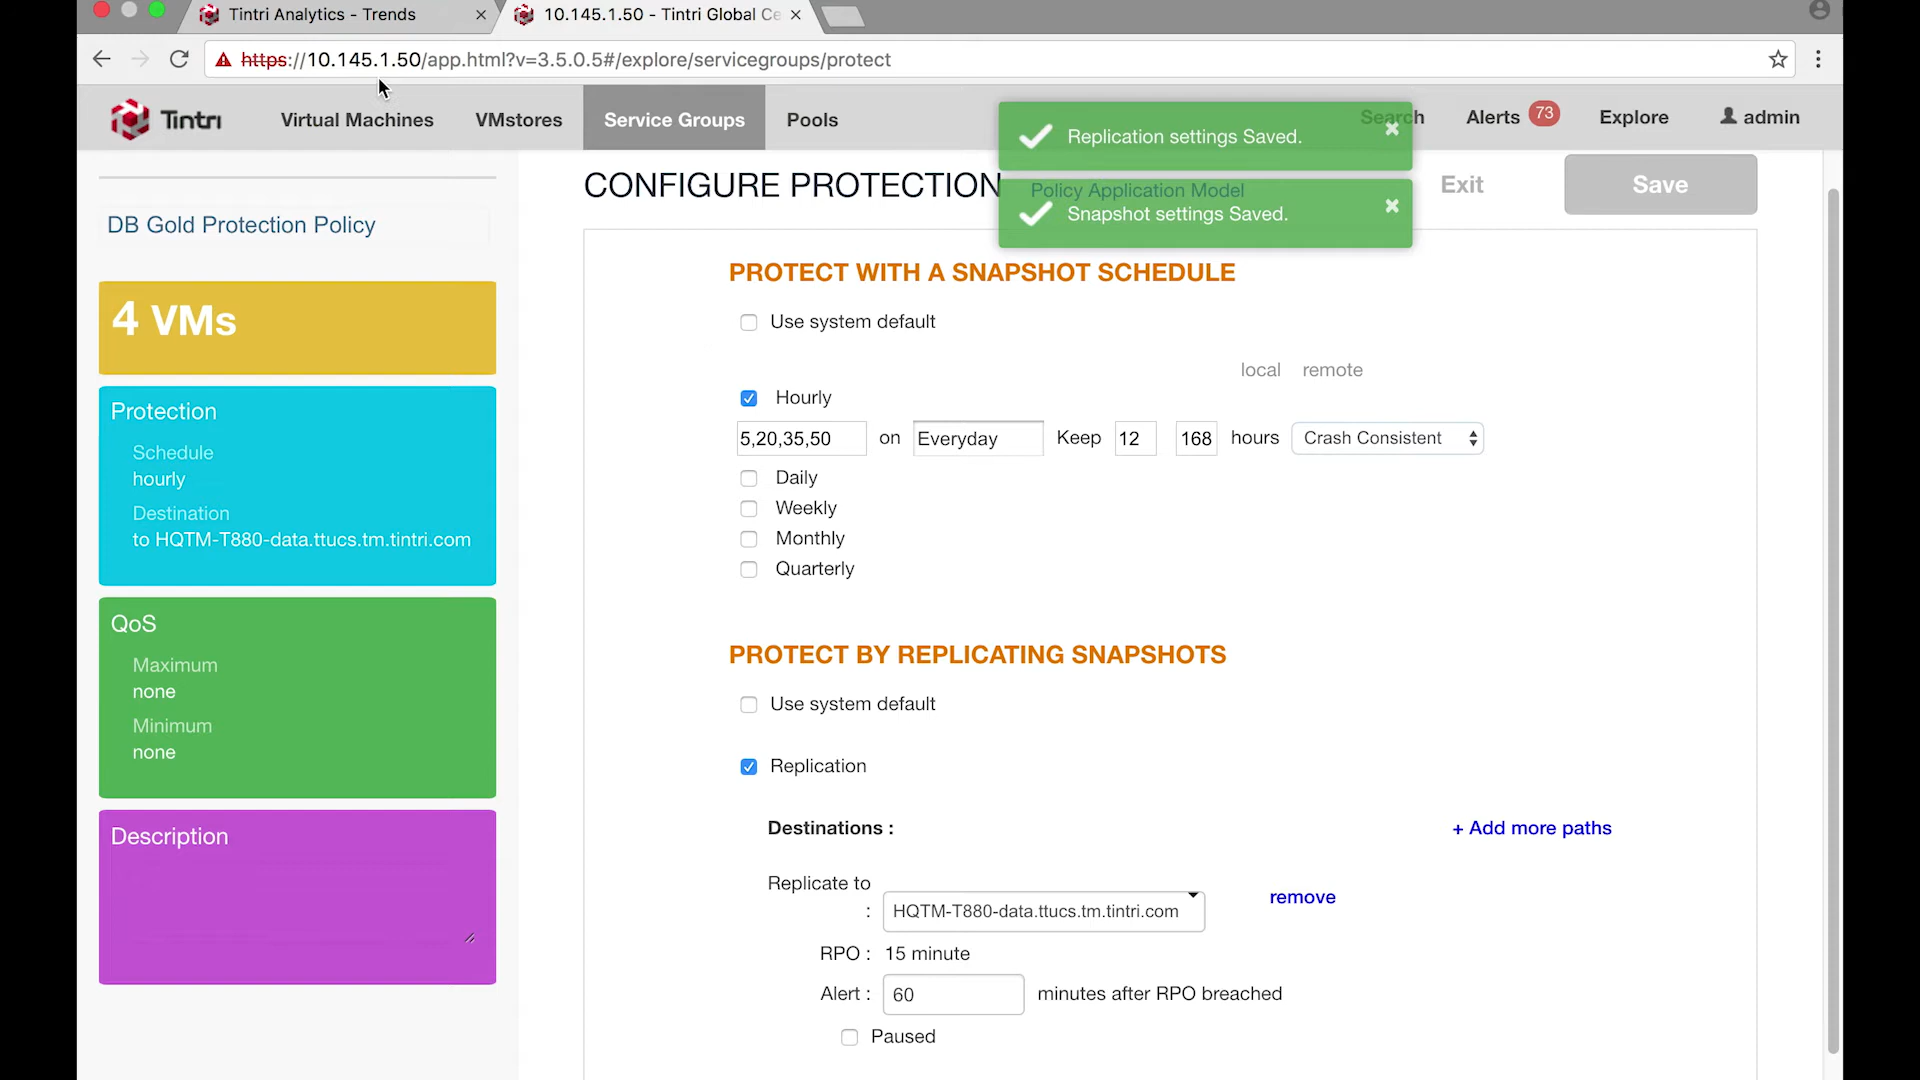 Tintri Analytics - Trends
10.145.1.50 - Tintri Global Ce
https://10.145.1.50/app.html?v=3.5.0.5#/explore/servicegroups/protect
Tintri
Virtual Machines
VMstores
Service Groups
Pools
Search
Alerts 73
Explore
admin
Replication settings Saved.
Policy Application Model
Snapshot settings Saved.
CONFIGURE PROTECTION
Exit
Save
DB Gold Protection Policy
4 VMs
Protection
Schedule
hourly
Destination
to HQTM-T880-data.ttucs.tm.tintri.com
QoS
Maximum
none
Minimum
none
Description
PROTECT WITH A SNAPSHOT SCHEDULE
Use system default
local remote
Hourly
5,20,35,50 on Everyday Keep 12 168 hours Crash Consistent
Daily
Weekly
Monthly
Quarterly
PROTECT BY REPLICATING SNAPSHOTS
Use system default
Replication
Destinations :
+ Add more paths
Replicate to
: HQTM-T880-data.ttucs.tm.tintri.com
remove
RPO : 15 minute
Alert : 60 minutes after RPO breached
Paused